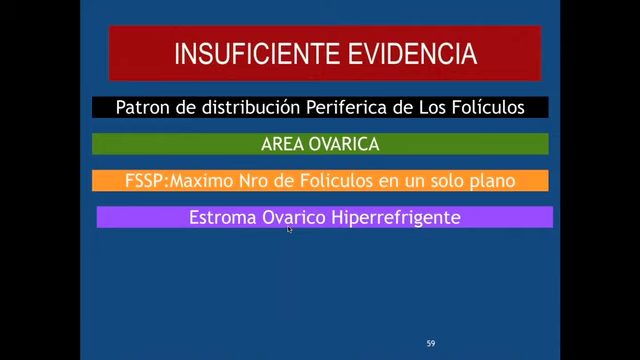 INSUFICIENTE EVIDENCIA
Patron de distribución Periferica de Los Folículos
AREA OVARICA
FSSP:Maximo Nro de Foliculos en un solo plano
Estroma Ovarico Hiperrefrigente
59